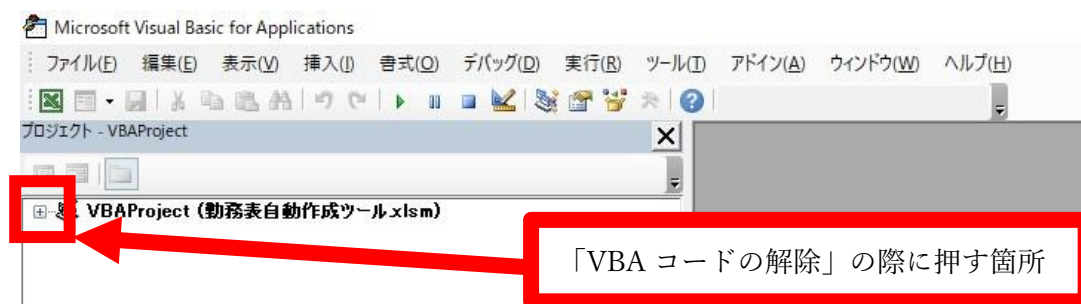 Microsoft Visual Basic for Applications
ファイル(F) 編集(E) 表示(V) 挿入(I) 書式(O) デバッグ(D) 実行(R) ツール(T) アドイン(A) ウィンドウ(W) ヘルプ(H)
プロジェクト - VBAProject
VBAProject (勤務表自動作成ツール.xlsm)
「VBA コードの解除」の際に押す箇所